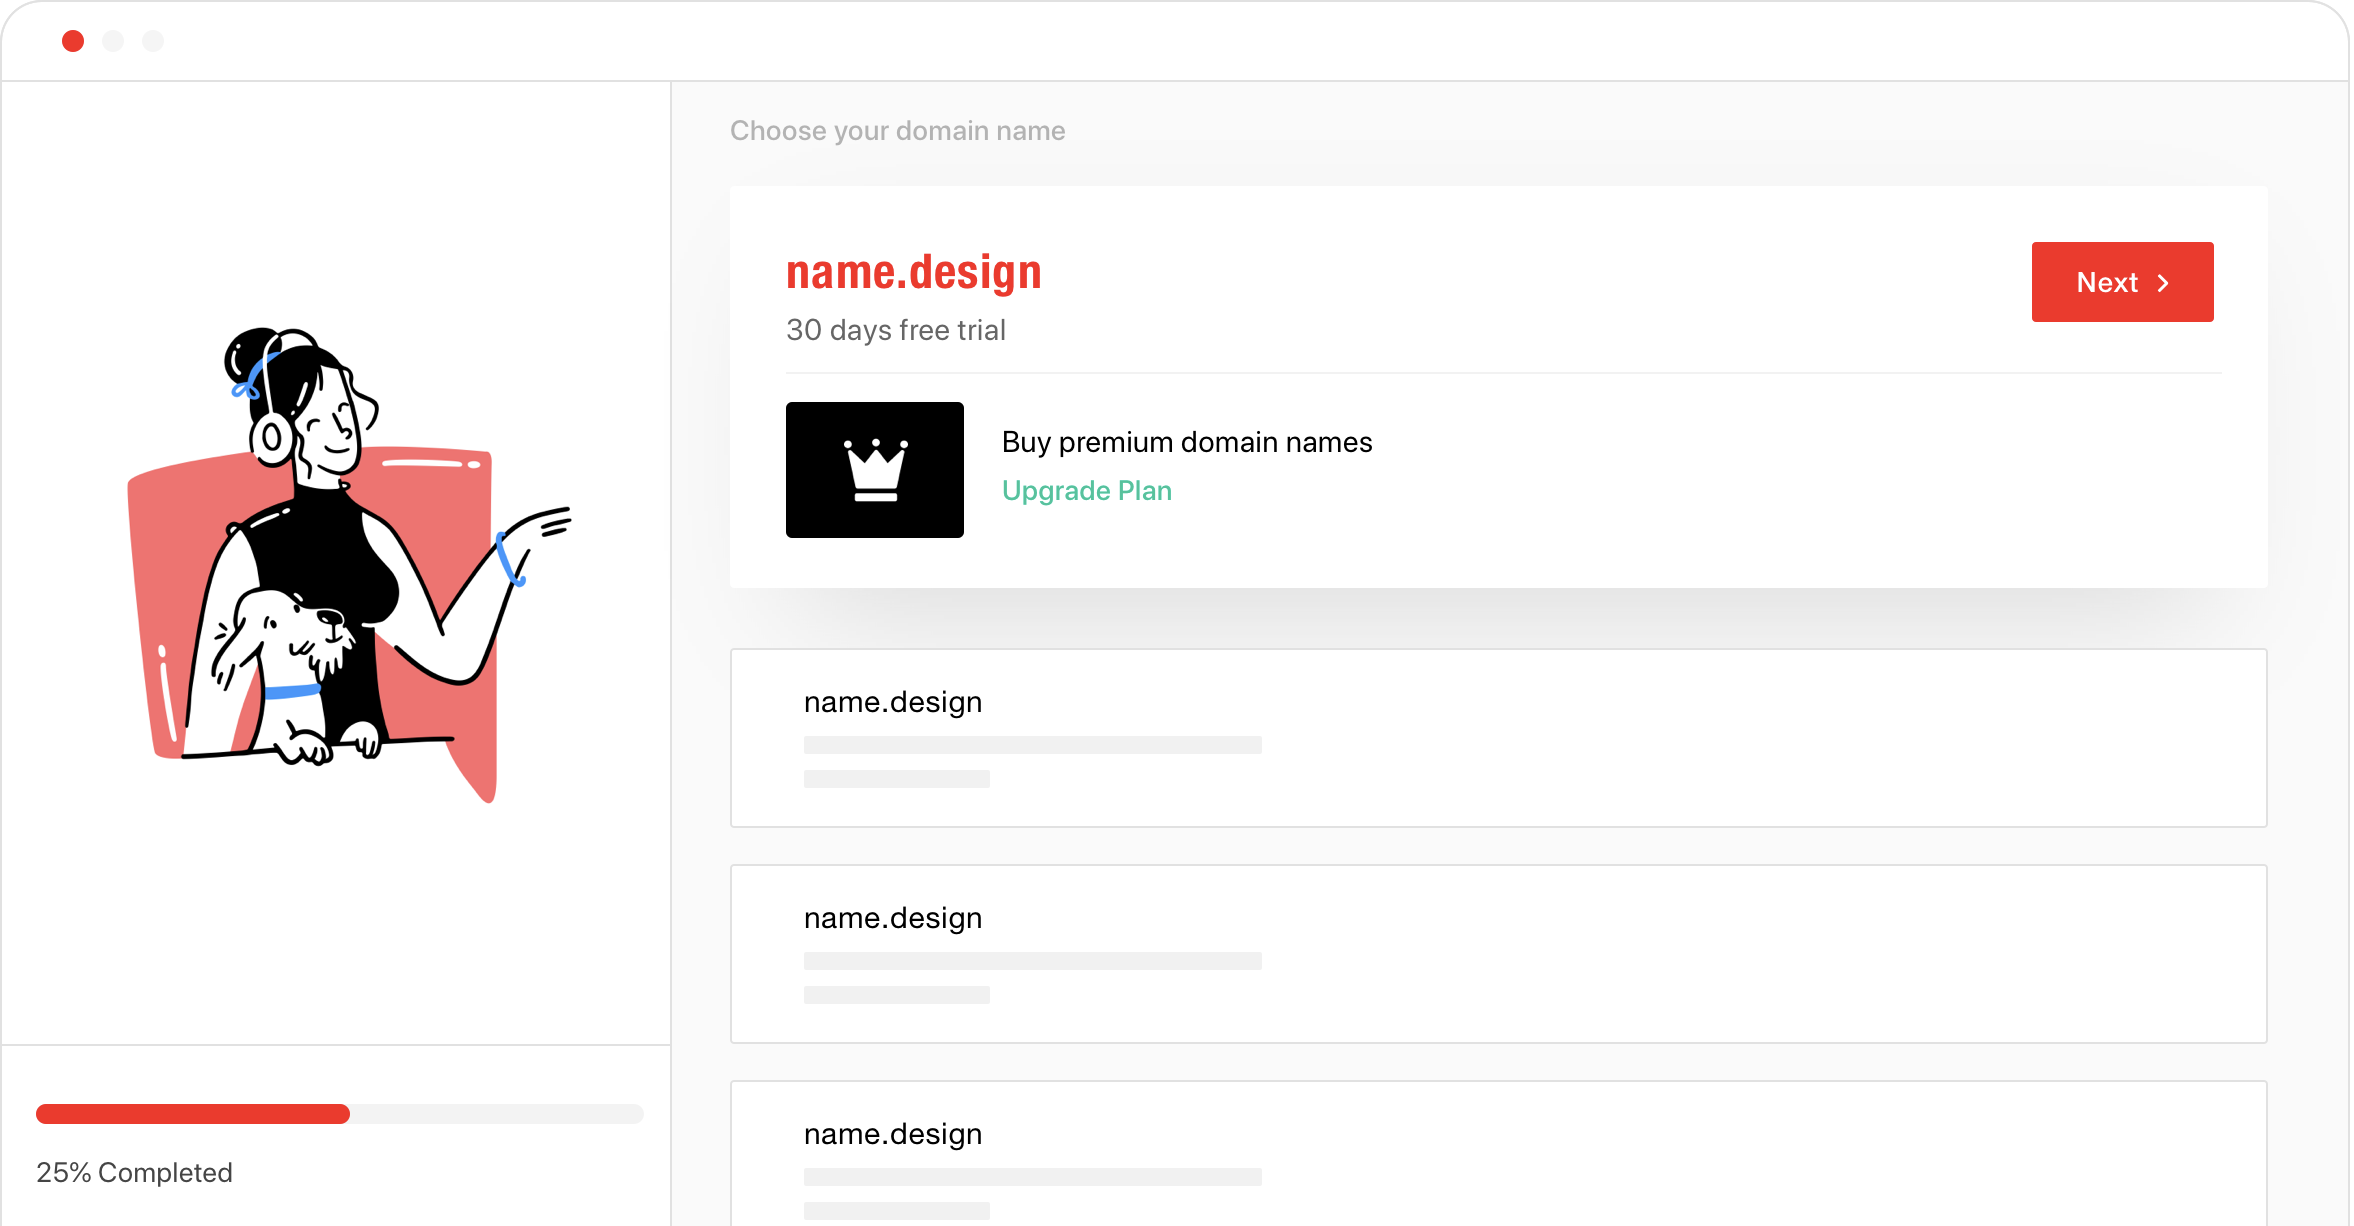 Choose your domain name
name.design
30 days free trial
Next
Buy premium domain names
Upgrade Plan
name.design
name.design
name.design
25% Completed